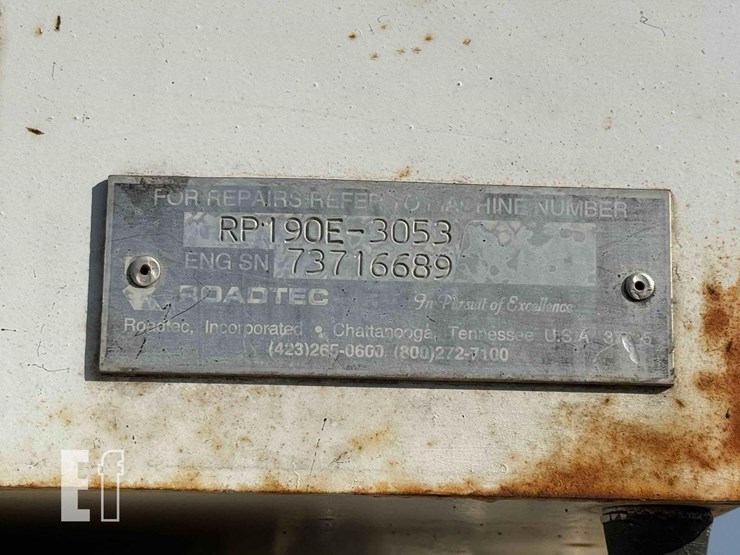 FOR REPAIRS REFER TO MACHINE NUMBER
RP190E-3053
ENG SN 73716689
ROADTEC In Pursuit of Excellence
Roadtec, Incorporated • Chattanooga, Tennessee U.S.A.
(423)265-0600 (800)272-7100
Ef